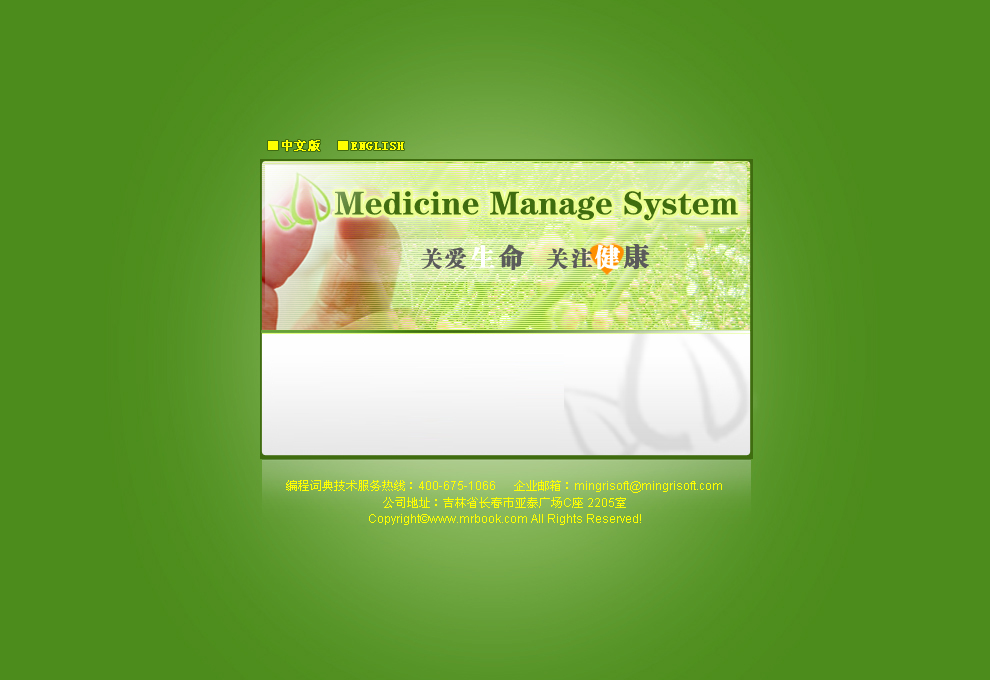 ■中文版 ■ENGLISH
Medicine Manage System
关爱生命 关注健康
编程词典技术服务热线：400-675-1066 企业邮箱：mingrisoft@mingrisoft.com
公司地址：吉林省长春市亚泰广场C座 2205室
Copyright©www.mrbook.com All Rights Reserved!